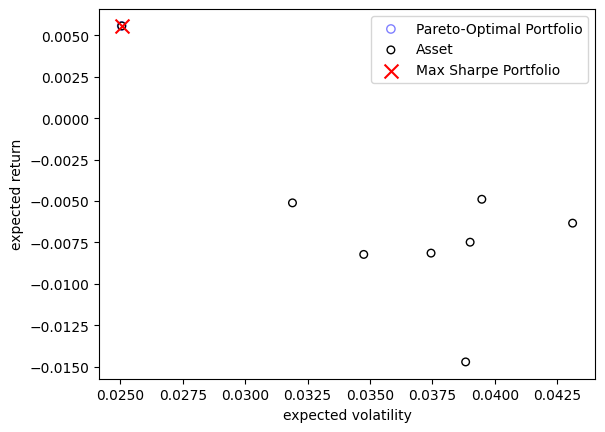 Pareto-Optimal Portfolio
Asset
Max Sharpe Portfolio
0.0050
0.0025
0.0000
−0.0025
−0.0050
−0.0075
−0.0100
−0.0125
−0.0150
expected return
0.0250 0.0275 0.0300 0.0325 0.0350 0.0375 0.0400 0.0425
expected volatility